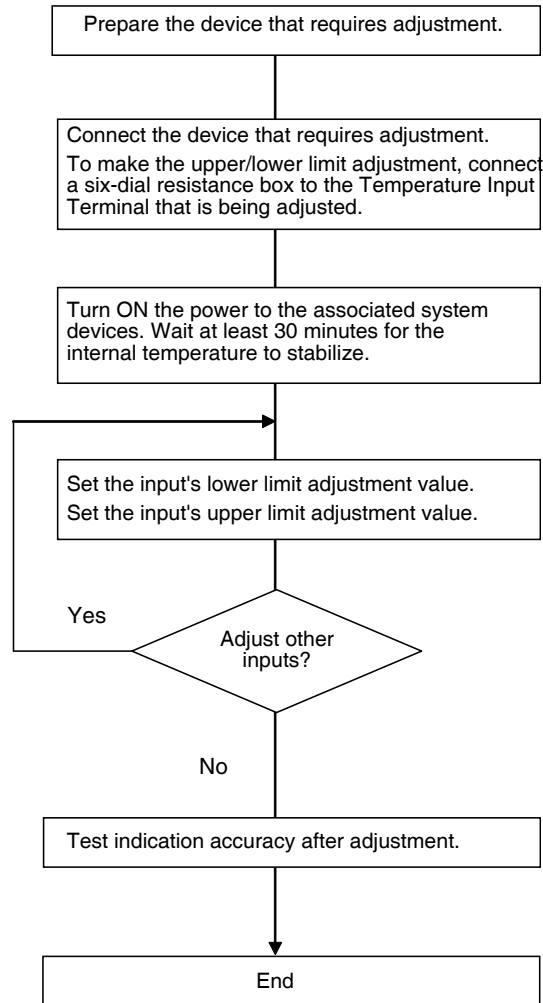 Prepare the device that requires adjustment.
Connect the device that requires adjustment.
To make the upper/lower limit adjustment, connect
a six-dial resistance box to the Temperature Input
Terminal that is being adjusted.
Turn ON the power to the associated system
devices. Wait at least 30 minutes for the
internal temperature to stabilize.
Set the input's lower limit adjustment value.
Set the input's upper limit adjustment value.
Yes
Adjust other
inputs?
No
Test indication accuracy after adjustment.
End